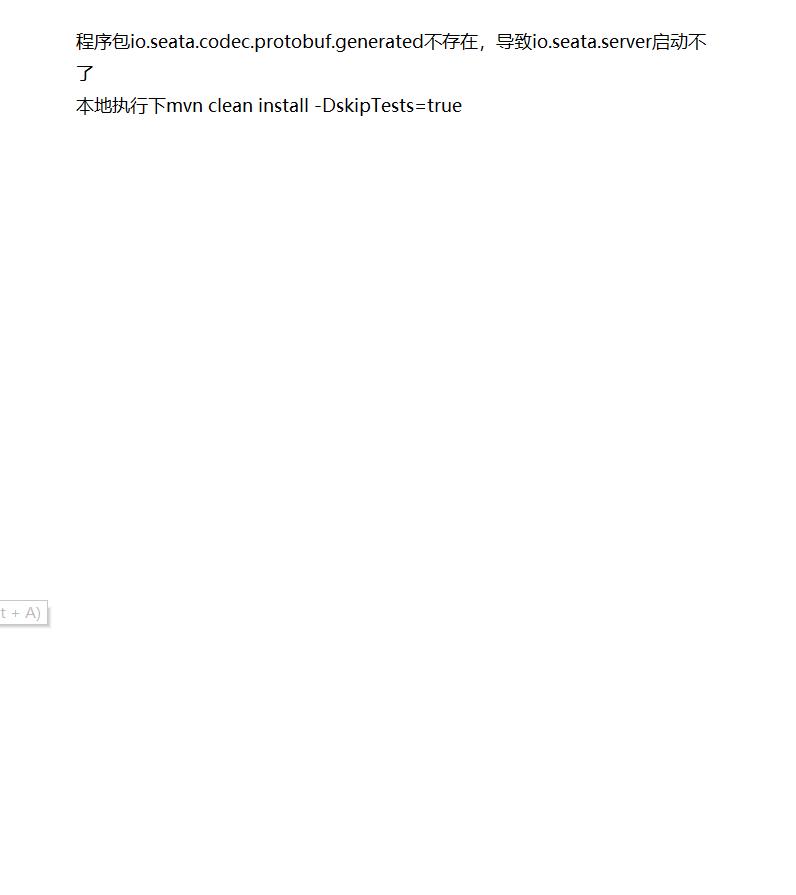 程序包io.seata.codec.protobuf.generated不存在，导致io.seata.server启动不
了
本地执行下mvn clean install -DskipTests=true
t + A)